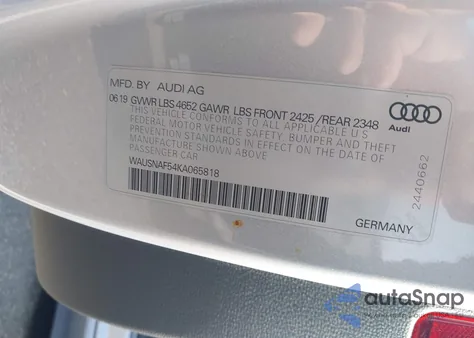 MFD. BY AUDI AG
06.19 GVWR LBS 4652 GAWR LBS FRONT 2425 /REAR 2348
THIS VEHICLE CONFORMS TO ALL APPLICABLE U S
FEDERAL MOTOR VEHICLE SAFETY, BUMPER, AND THEFT
PREVENTION STANDARDS IN EFFECT ON THE DATE OF
MANUFACTURE SHOWN ABOVE
PASSENGER CAR
WAUSNAF54KA065818
Audi
2440662
GERMANY
autoSnap